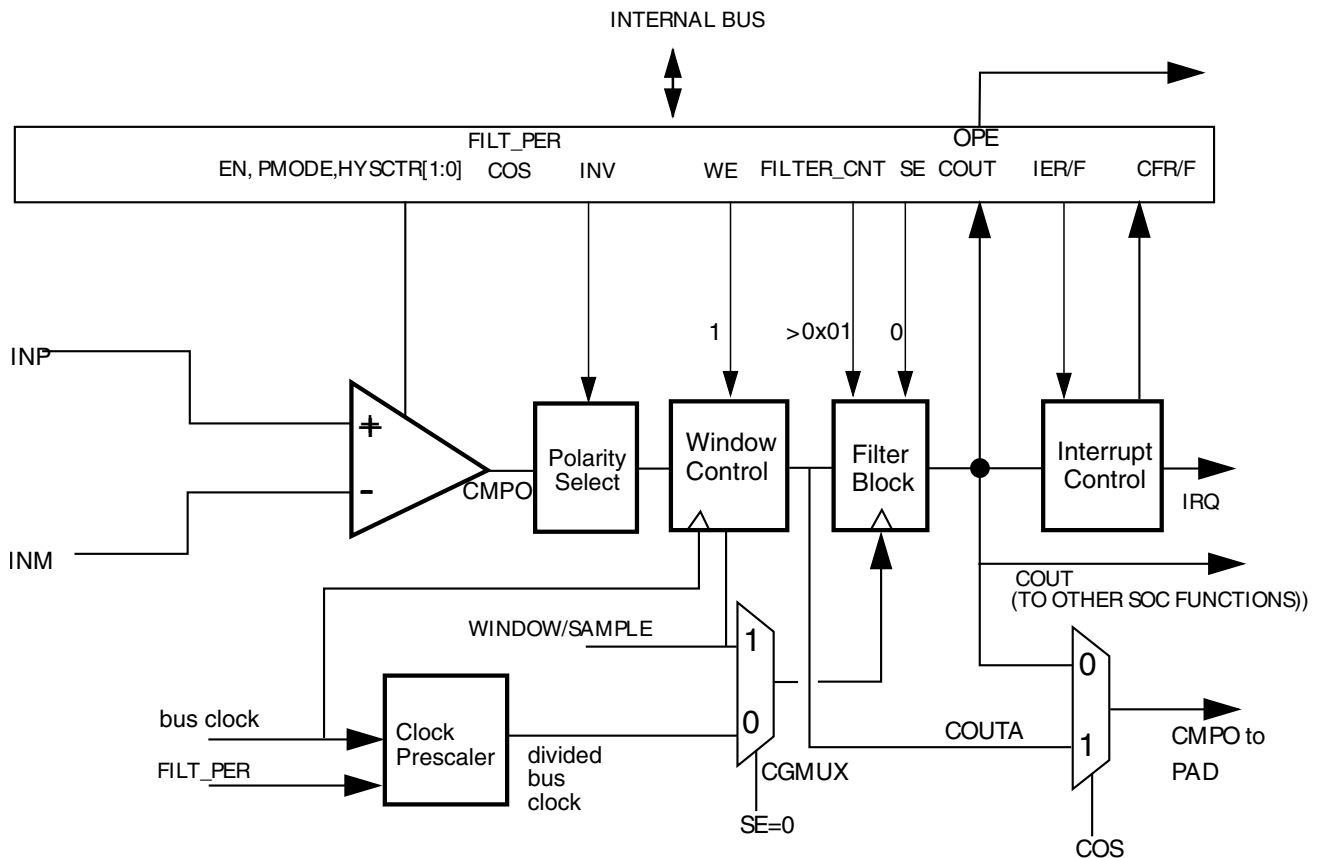 INTERNAL BUS
FILT_PER
OPE
EN, PMODE,HYSCTR[1:0] COS INV WE FILTER_CNT SE COUT IER/F CFR/F
1 >0x01 0
INP
+
-
INM
CMPO
Polarity
Select
Window
Control
Filter
Block
Interrupt
Control
IRQ
COUT
(TO OTHER SOC FUNCTIONS))
WINDOW/SAMPLE
1
0
CGMUX
SE=0
bus clock
FILT_PER
Clock
Prescaler
divided
bus
clock
0
1
COUTA
CMPO to
PAD
COS